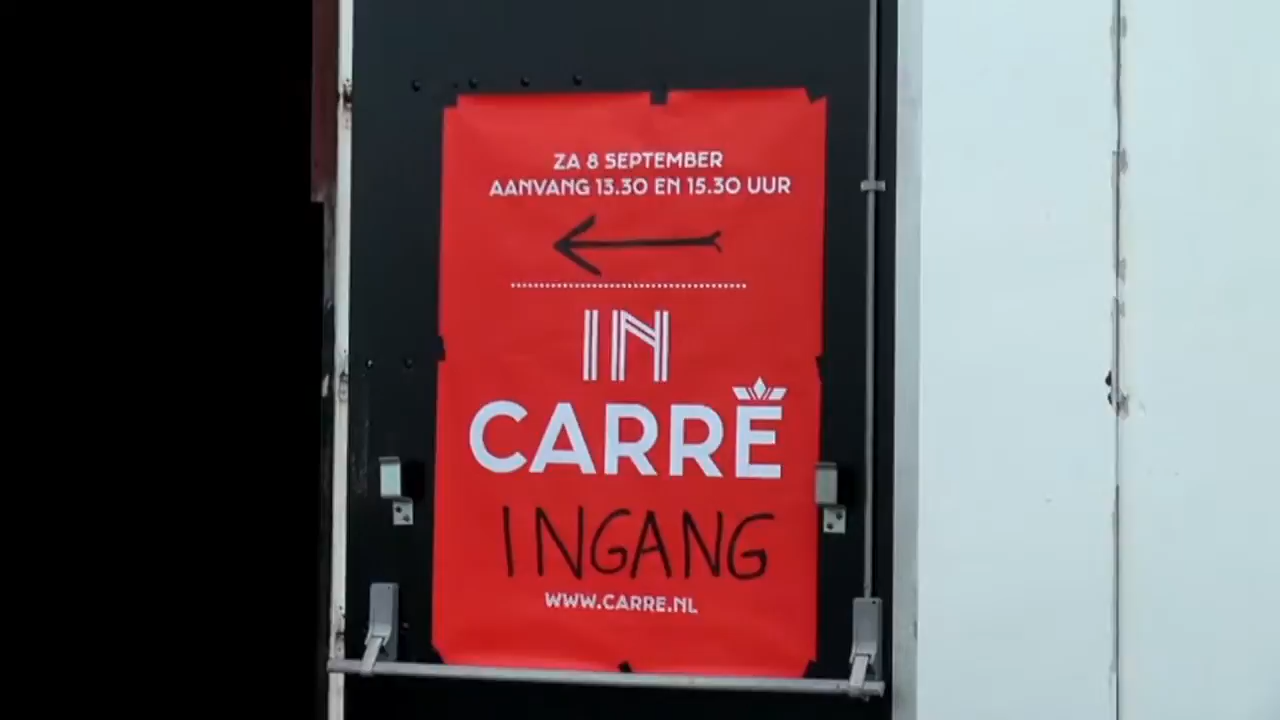 ZA 8 SEPTEMBER
AANVANG 13.30 EN 15.30 UUR
IN
CARRÉ
INGANG
WWW.CARRE.NL